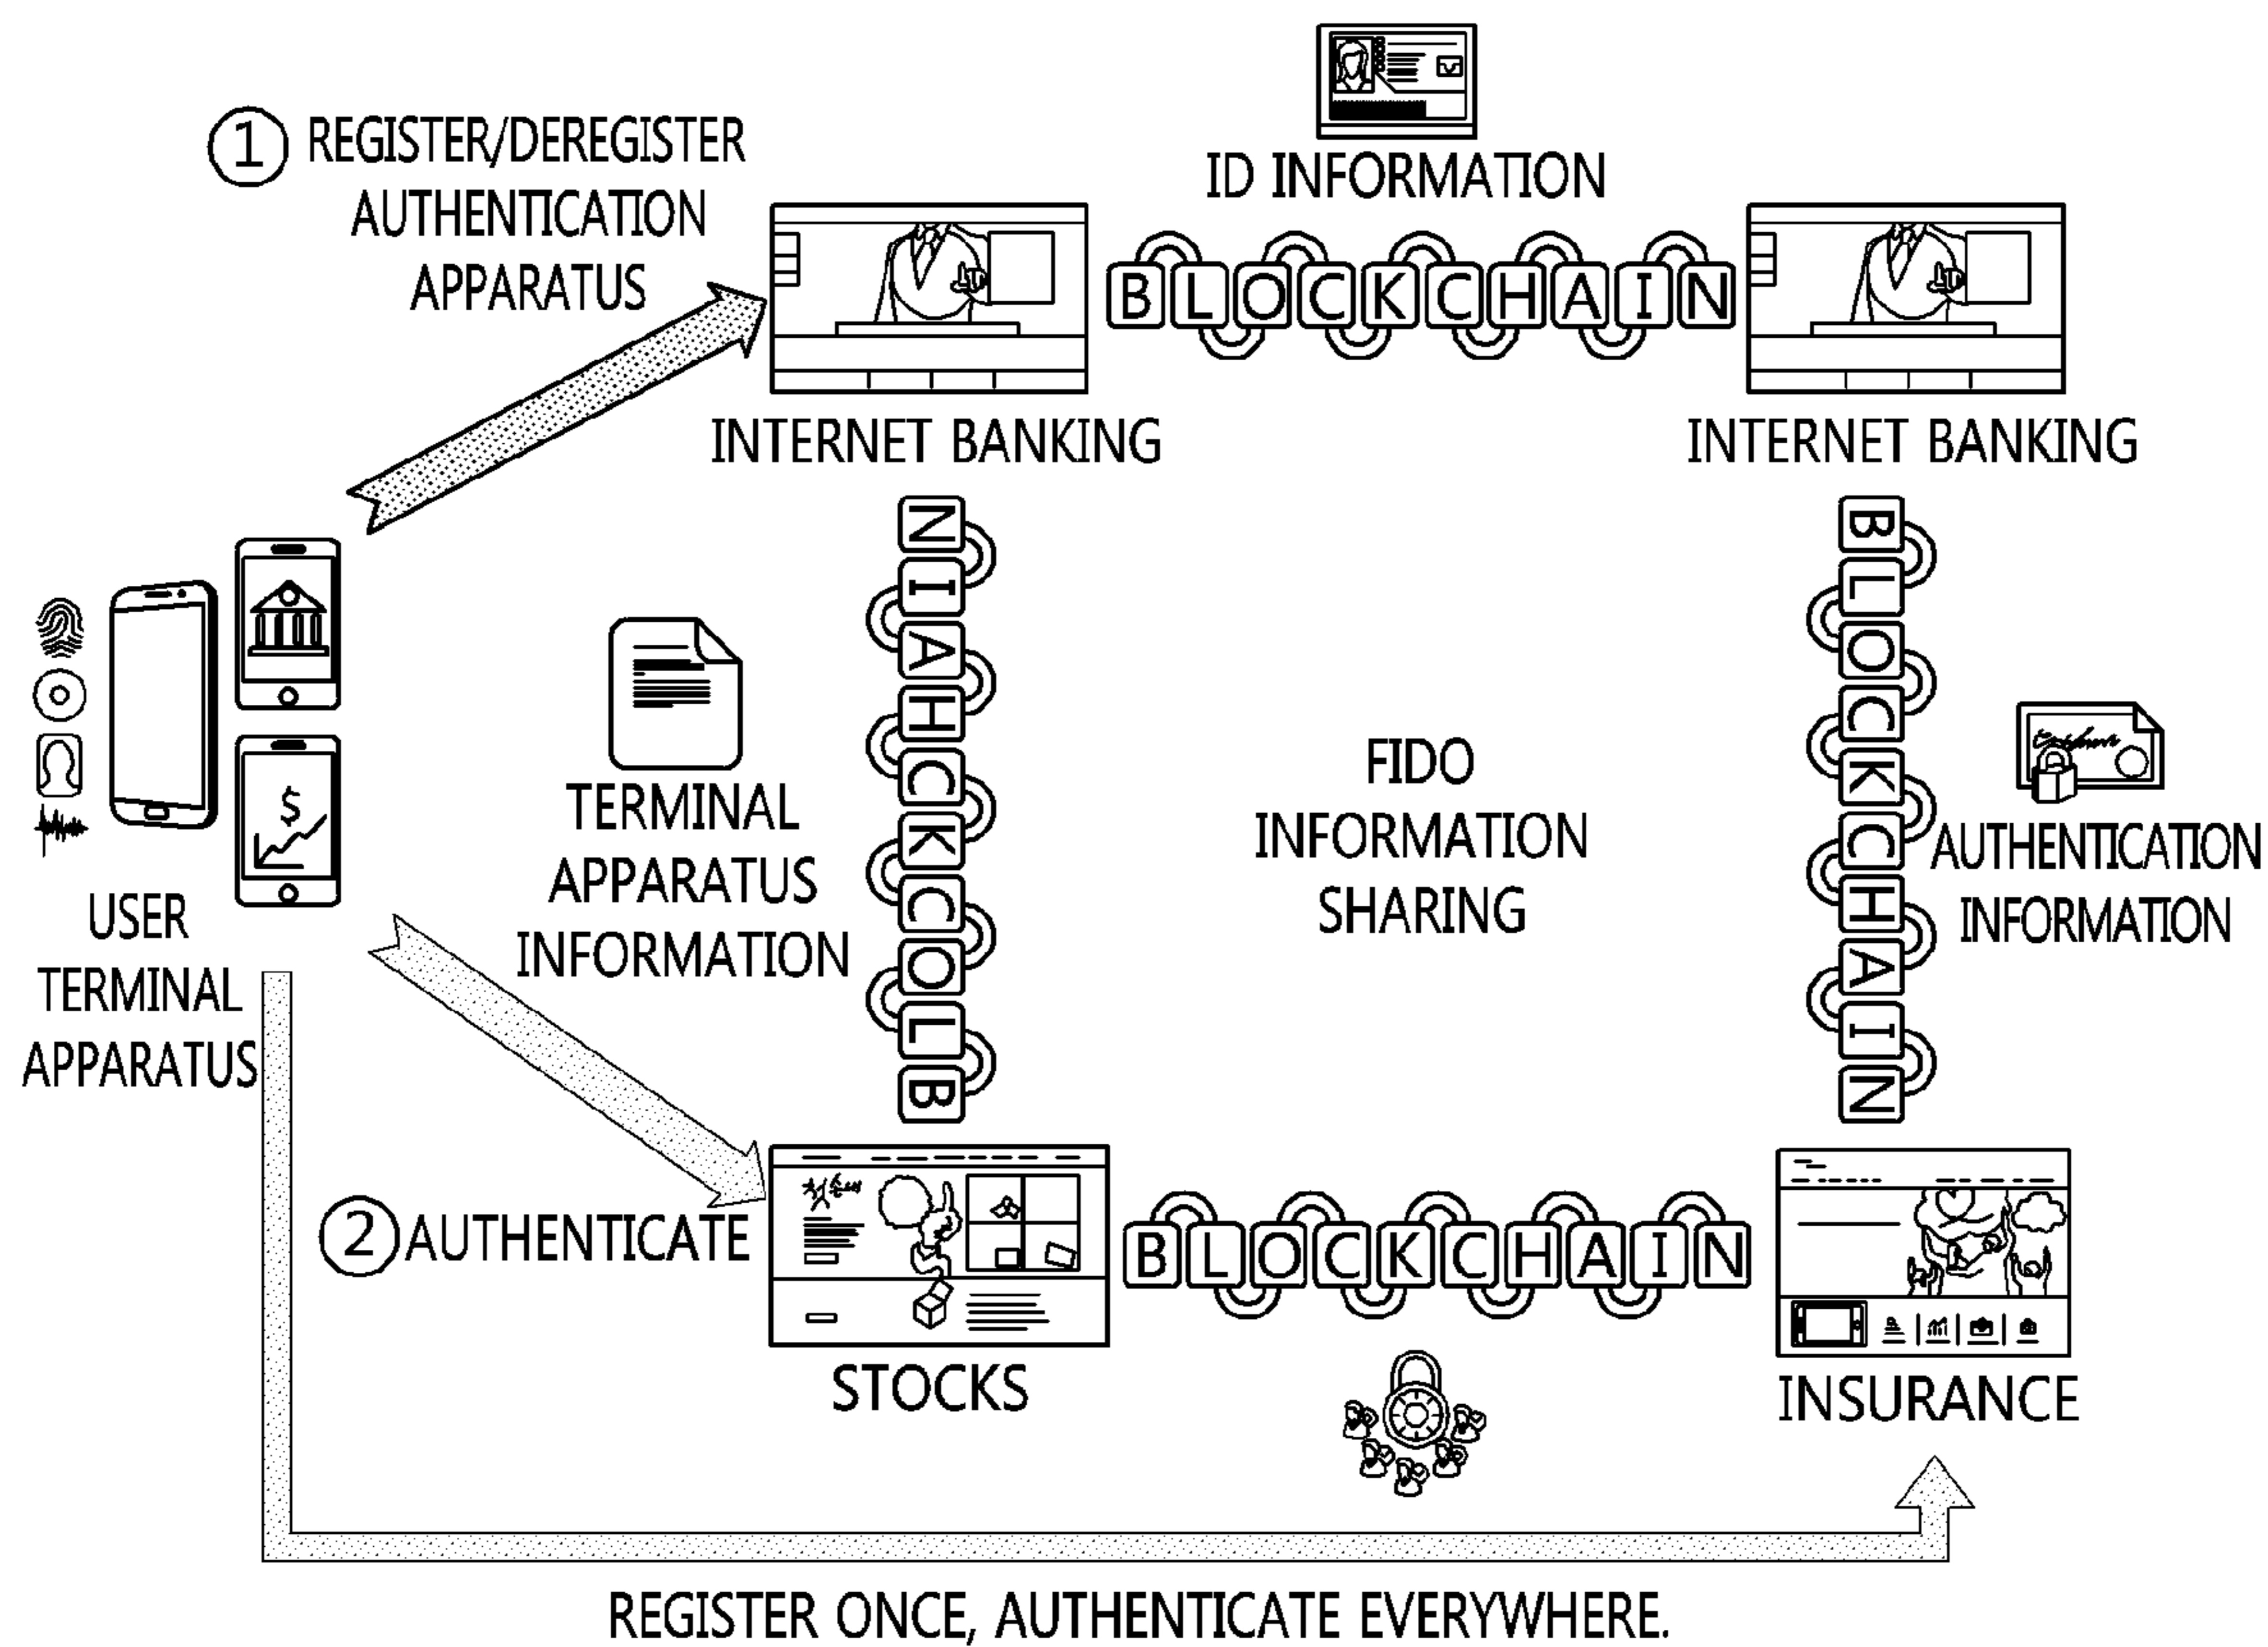 ① REGISTER/DEREGISTER
AUTHENTICATION
APPARATUS
ID INFORMATION
BLOCKCHAIN
INTERNET BANKING
INTERNET BANKING
BLOCKCHAIN
BLOCKCHAIN
$
USER
TERMINAL
APPARATUS
TERMINAL
APPARATUS
INFORMATION
FIDO
INFORMATION
SHARING
AUTHENTICATION
INFORMATION
② AUTHENTICATE
BLOCKCHAIN
STOCKS
INSURANCE
REGISTER ONCE, AUTHENTICATE EVERYWHERE.